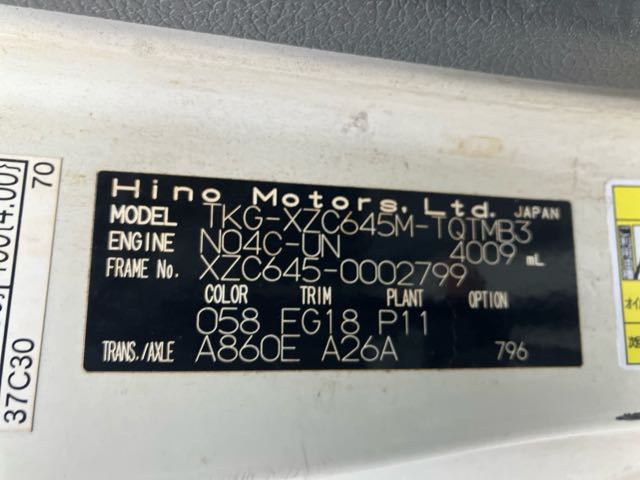 Hino Motors, Ltd. JAPAN
MODEL TKG-XZC645M-TQTMB3
ENGINE N04C-UN 4009 mL
FRAME No. XZC645-0002799
COLOR TRIM PLANT OPTION
058 FG18 P11
TRANS./AXLE A860E A26A 796
70
37C30